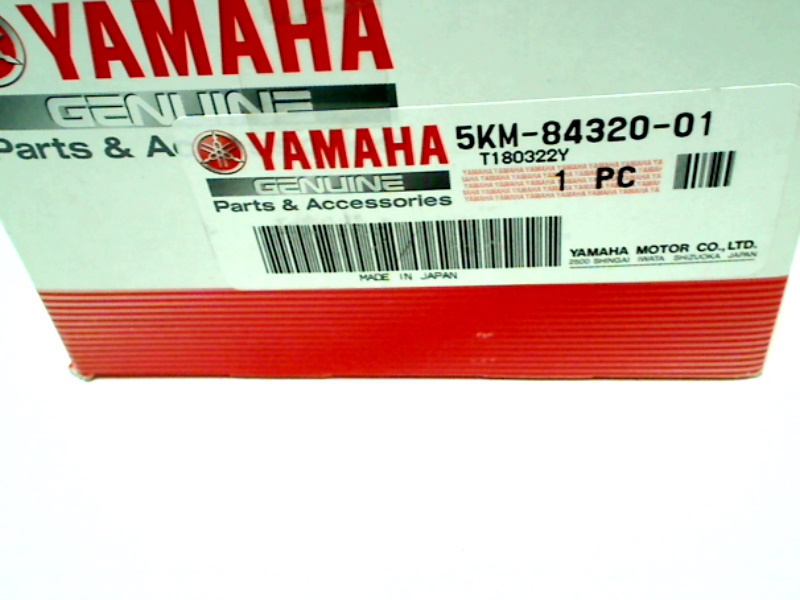 YAMAHA
GENUINE
Parts & Ac
YAMAHA
GENUINE
Parts & Accessories
5KM-84320-01
T180322Y
1 PC
MADE IN JAPAN
YAMAHA MOTOR CO., LTD.
2500 SHINGAI IWATA SHIZUOKA JAPAN